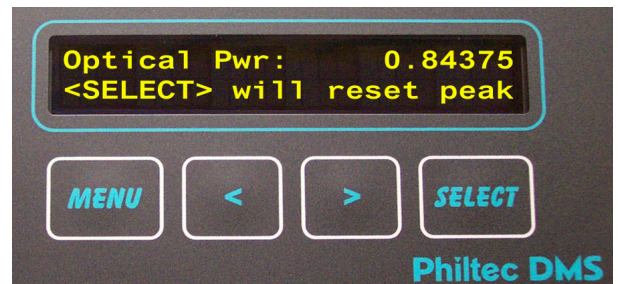 Optical Pwr: 0.84375
<SELECT> will reset peak
MENU < > SELECT
Philtec DMS